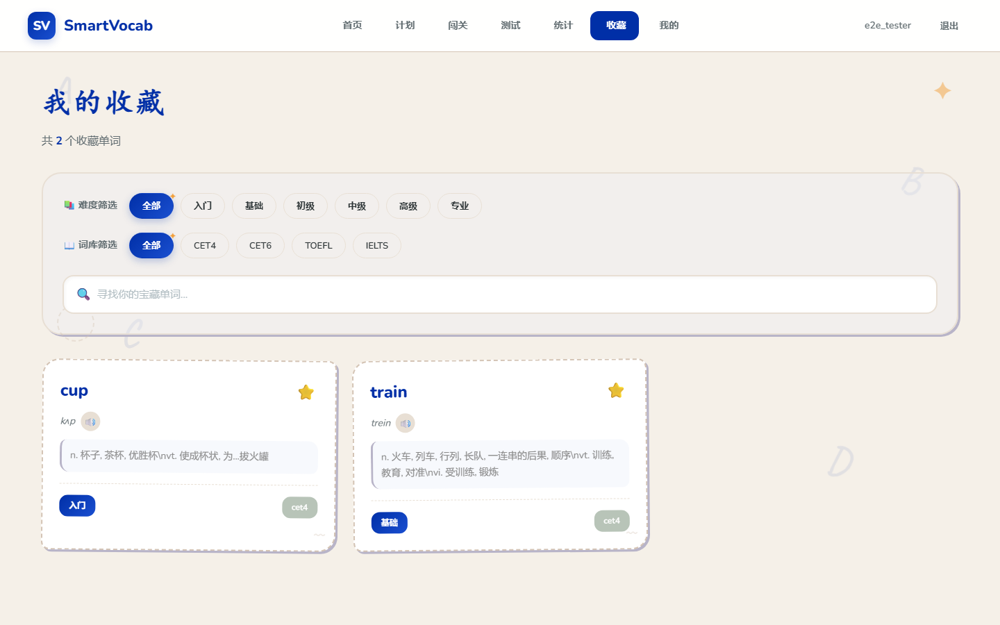 SV SmartVocab 首页 计划 闯关 测试 统计 收藏 我的 e2e_tester 退出
A
我的收藏
共 2 个收藏单词
B
难度筛选 全部 入门 基础 初级 中级 高级 专业
词库筛选 全部 CET4 CET6 TOEFL IELTS
寻找你的宝藏单词...
C
cup
kʌp
n. 杯子, 茶杯, 优胜杯\nvt. 使成杯状, 为...拔火罐
入门 cet4
train
trein
n. 火车, 列车, 行列, 长队, 一连串的后果, 顺序\nvt. 训练,
教育, 对准\nvi. 受训练, 锻炼
基础 cet4
D